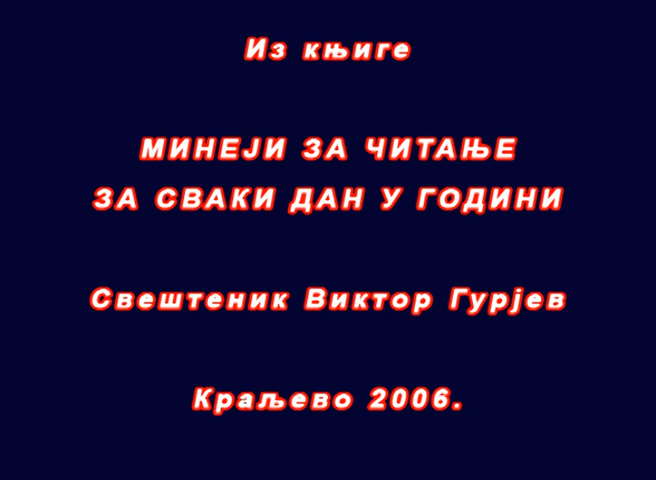 Из књиге
МИНЕЈИ ЗА ЧИТАЊЕ
ЗА СВАКИ ДАН У ГОДИНИ
Свештеник Виктор Гурјев
Краљево 2006.